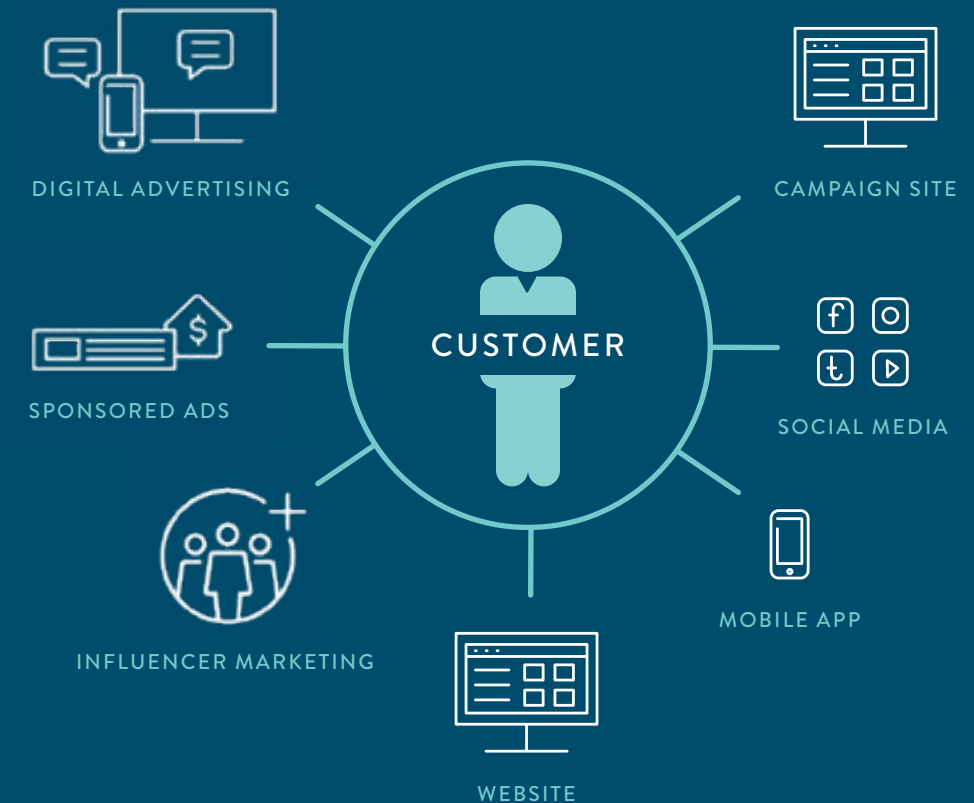 DIGITAL ADVERTISING
CAMPAIGN SITE
$
CUSTOMER
f
t
SPONSORED ADS
SOCIAL MEDIA
MOBILE APP
INFLUENCER MARKETING
WEBSITE